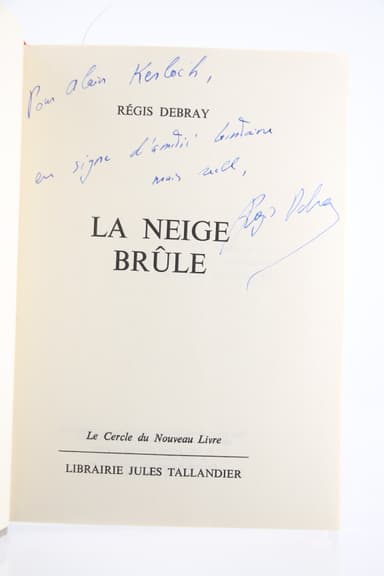 Pour Alain Kerloch,
RÉGIS DEBRAY
en signe d'amitié lointaine
mais réelle,
Régis Debray
LA NEIGE
BRÛLE
Le Cercle du Nouveau Livre
LIBRAIRIE JULES TALLANDIER